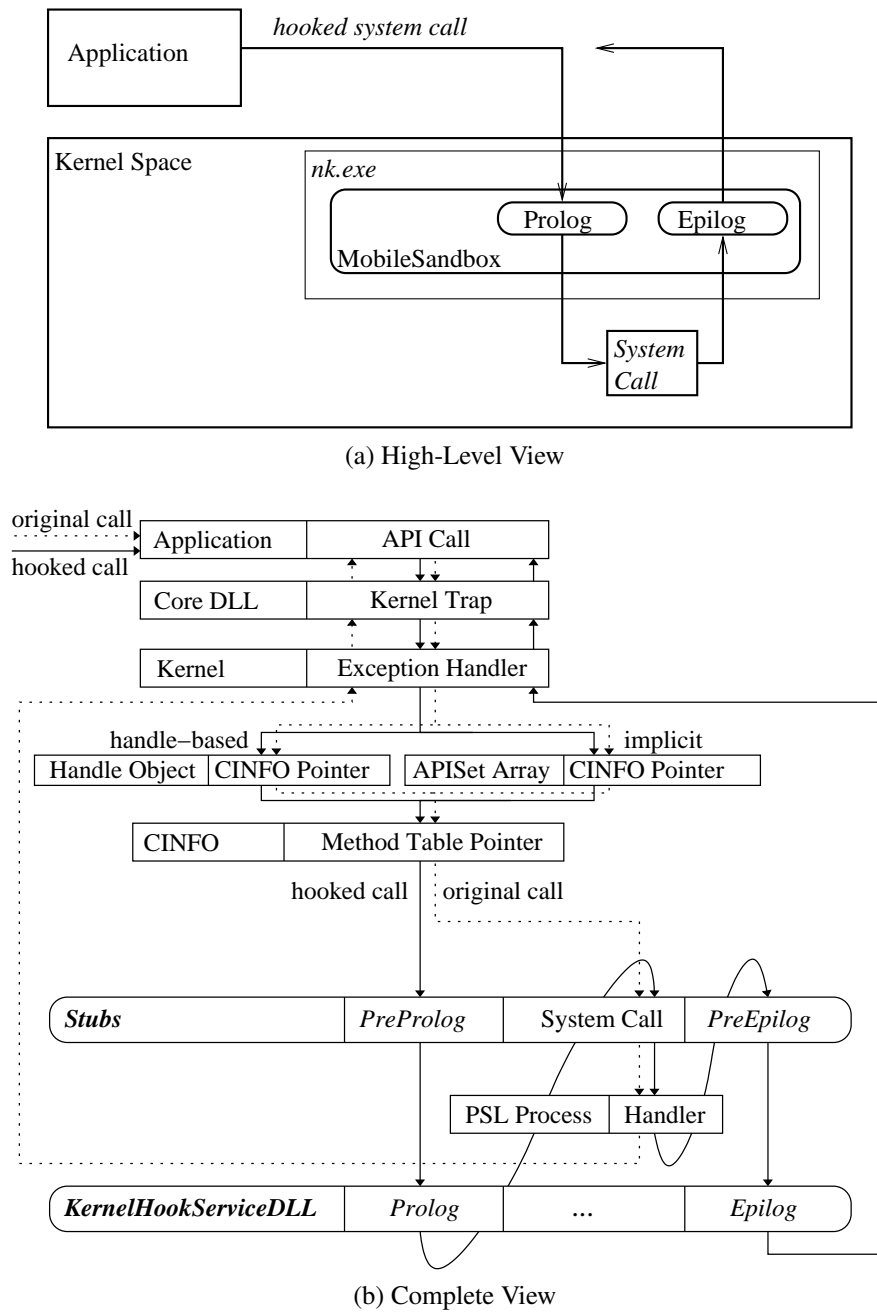 hooked system call
Application
Kernel Space
nk.exe
Prolog
Epilog
MobileSandbox
System
Call
(a) High-Level View
original call
hooked call
Application
API Call
Core DLL
Kernel Trap
Kernel
Exception Handler
handle−based
implicit
Handle Object
CINFO Pointer
APISet Array
CINFO Pointer
CINFO
Method Table Pointer
hooked call
original call
Stubs
PreProlog
System Call
PreEpilog
PSL Process
Handler
KernelHookServiceDLL
Prolog
...
Epilog
(b) Complete View